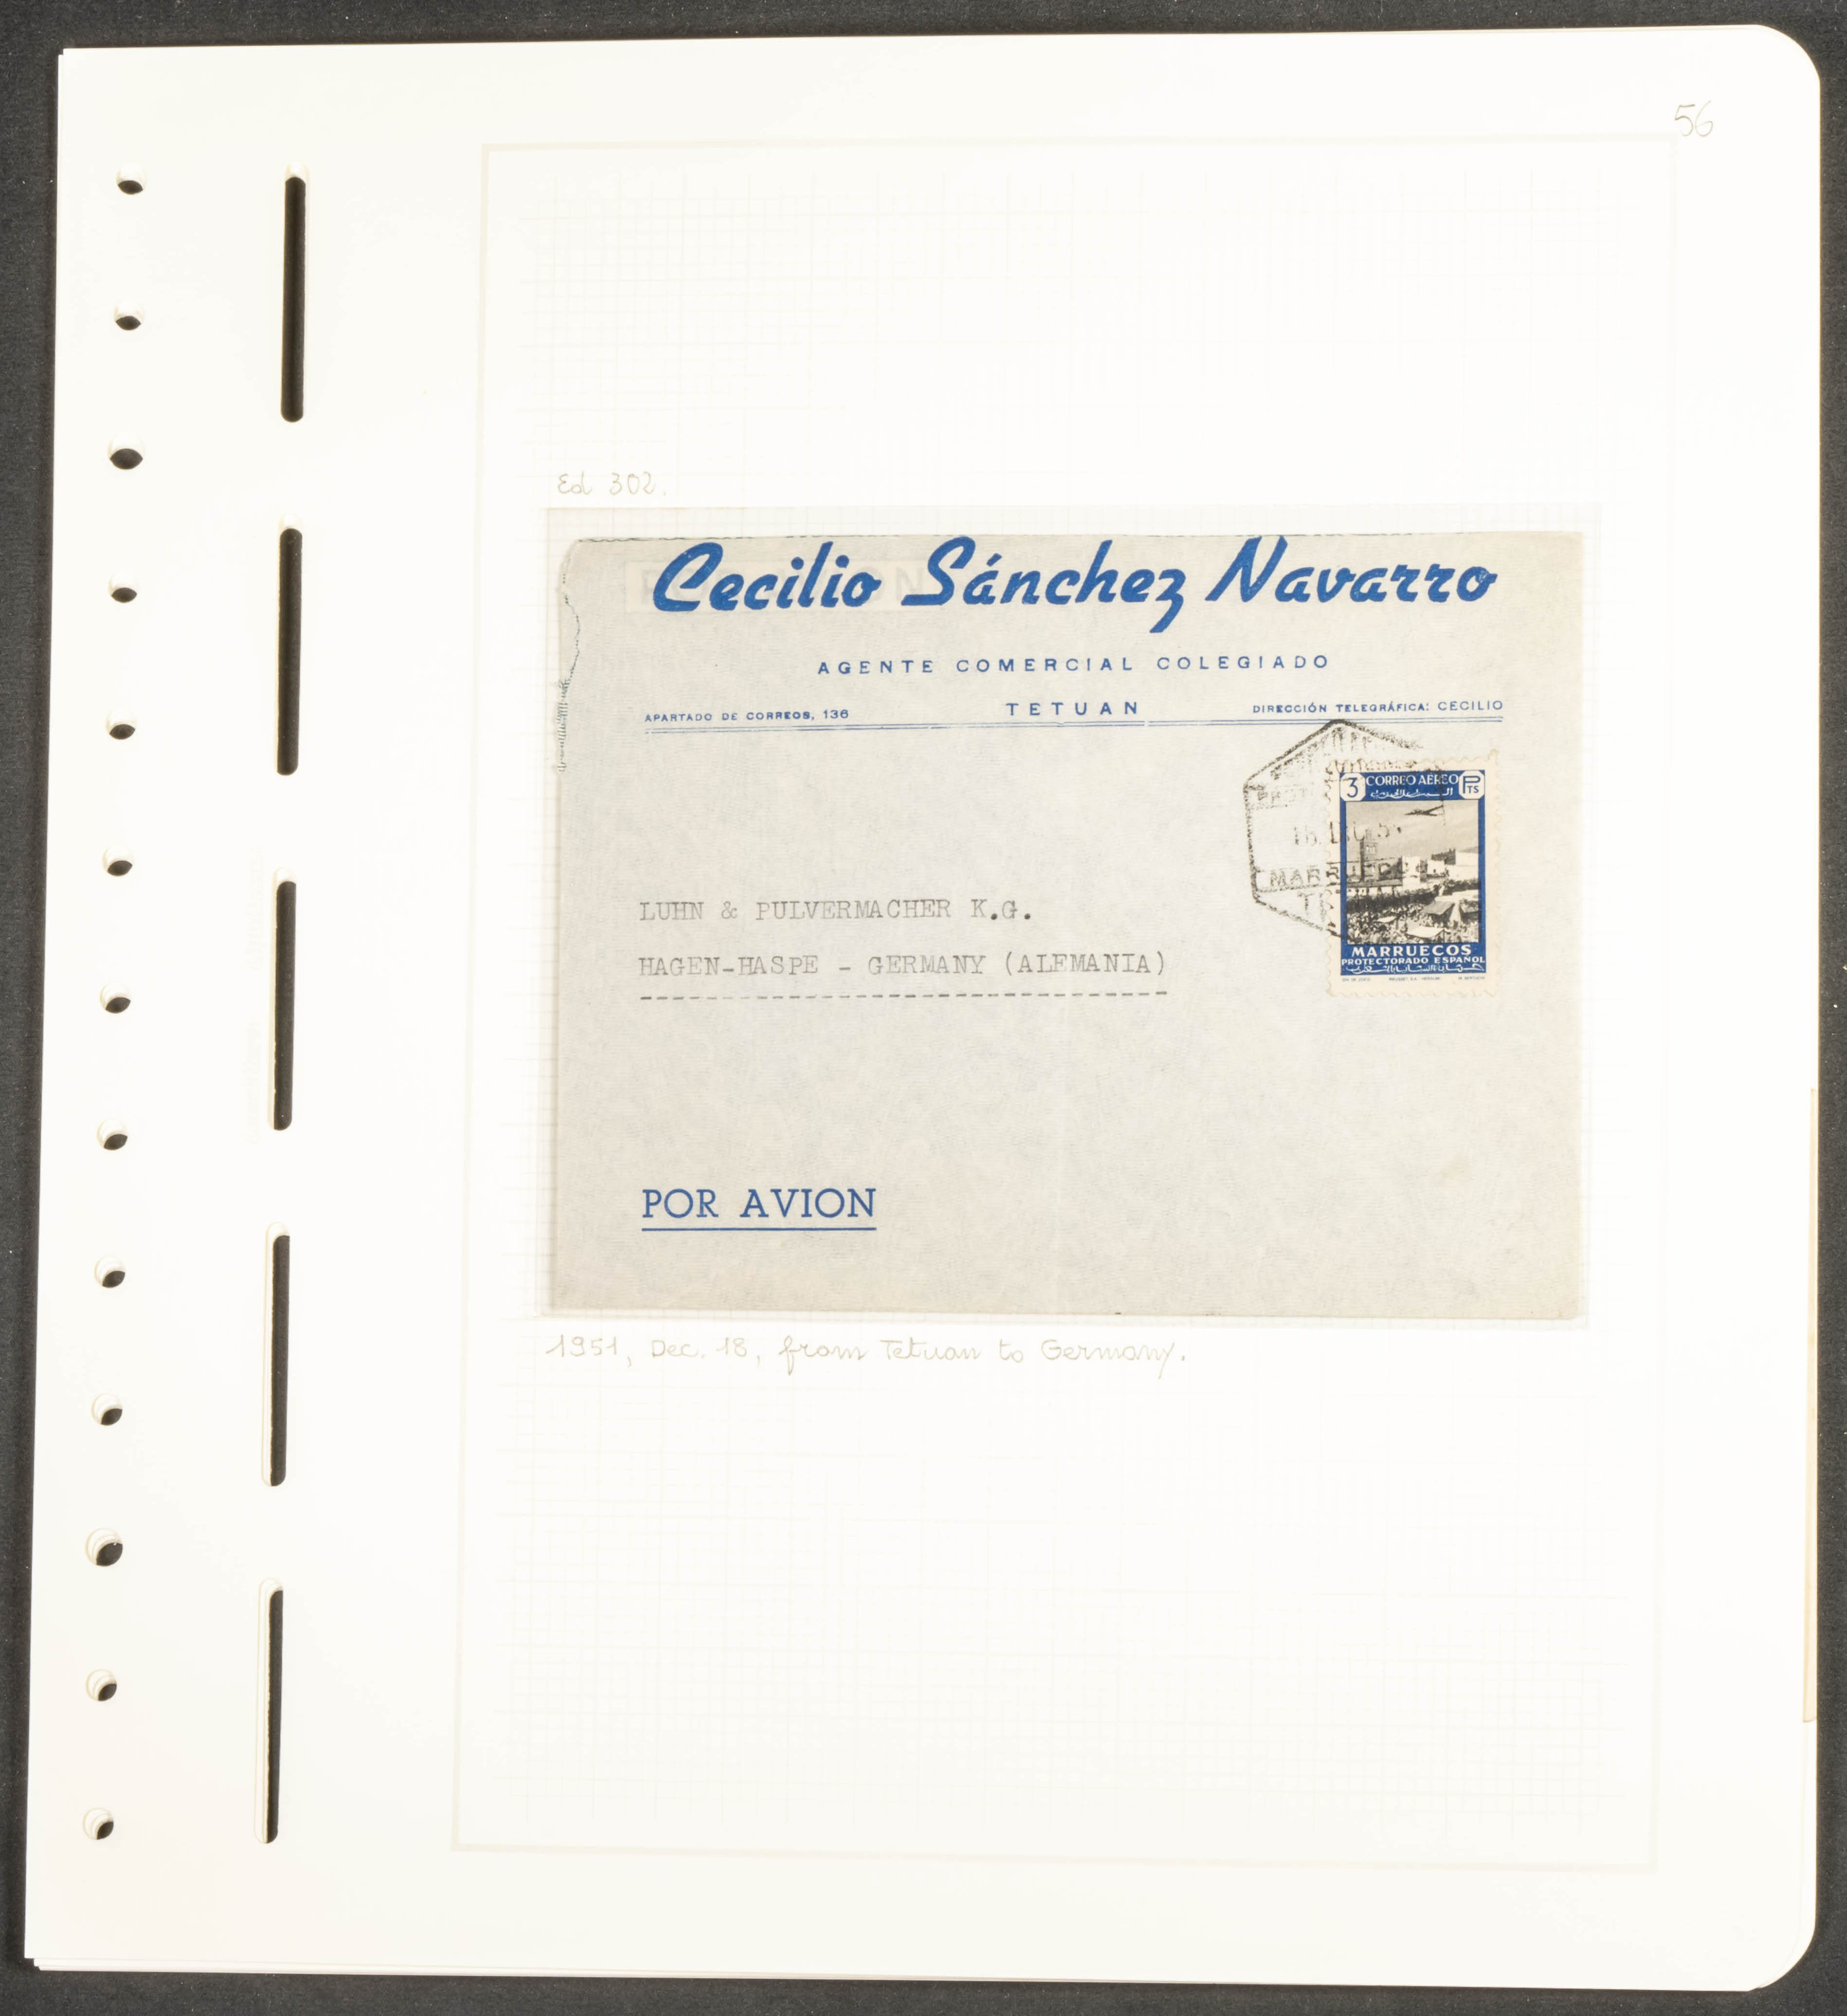 56
Ed 302.
Cecilio Sánchez Navarro
AGENTE COMERCIAL COLEGIADO
APARTADO DE CORREOS, 136 TETUAN DIRECCIÓN TELEGRÁFICA: CECILIO
3 CORREO AÉREO PTS
MARRUECOS
LUHN & PULVERMACHER K.G.
HAGEN-HASPE - GERMANY (ALEMANIA)
MARRUECOS
PROTECTORADO ESPAÑOL
POR AVION
1951, Dec. 18, from Tetuan to Germany.